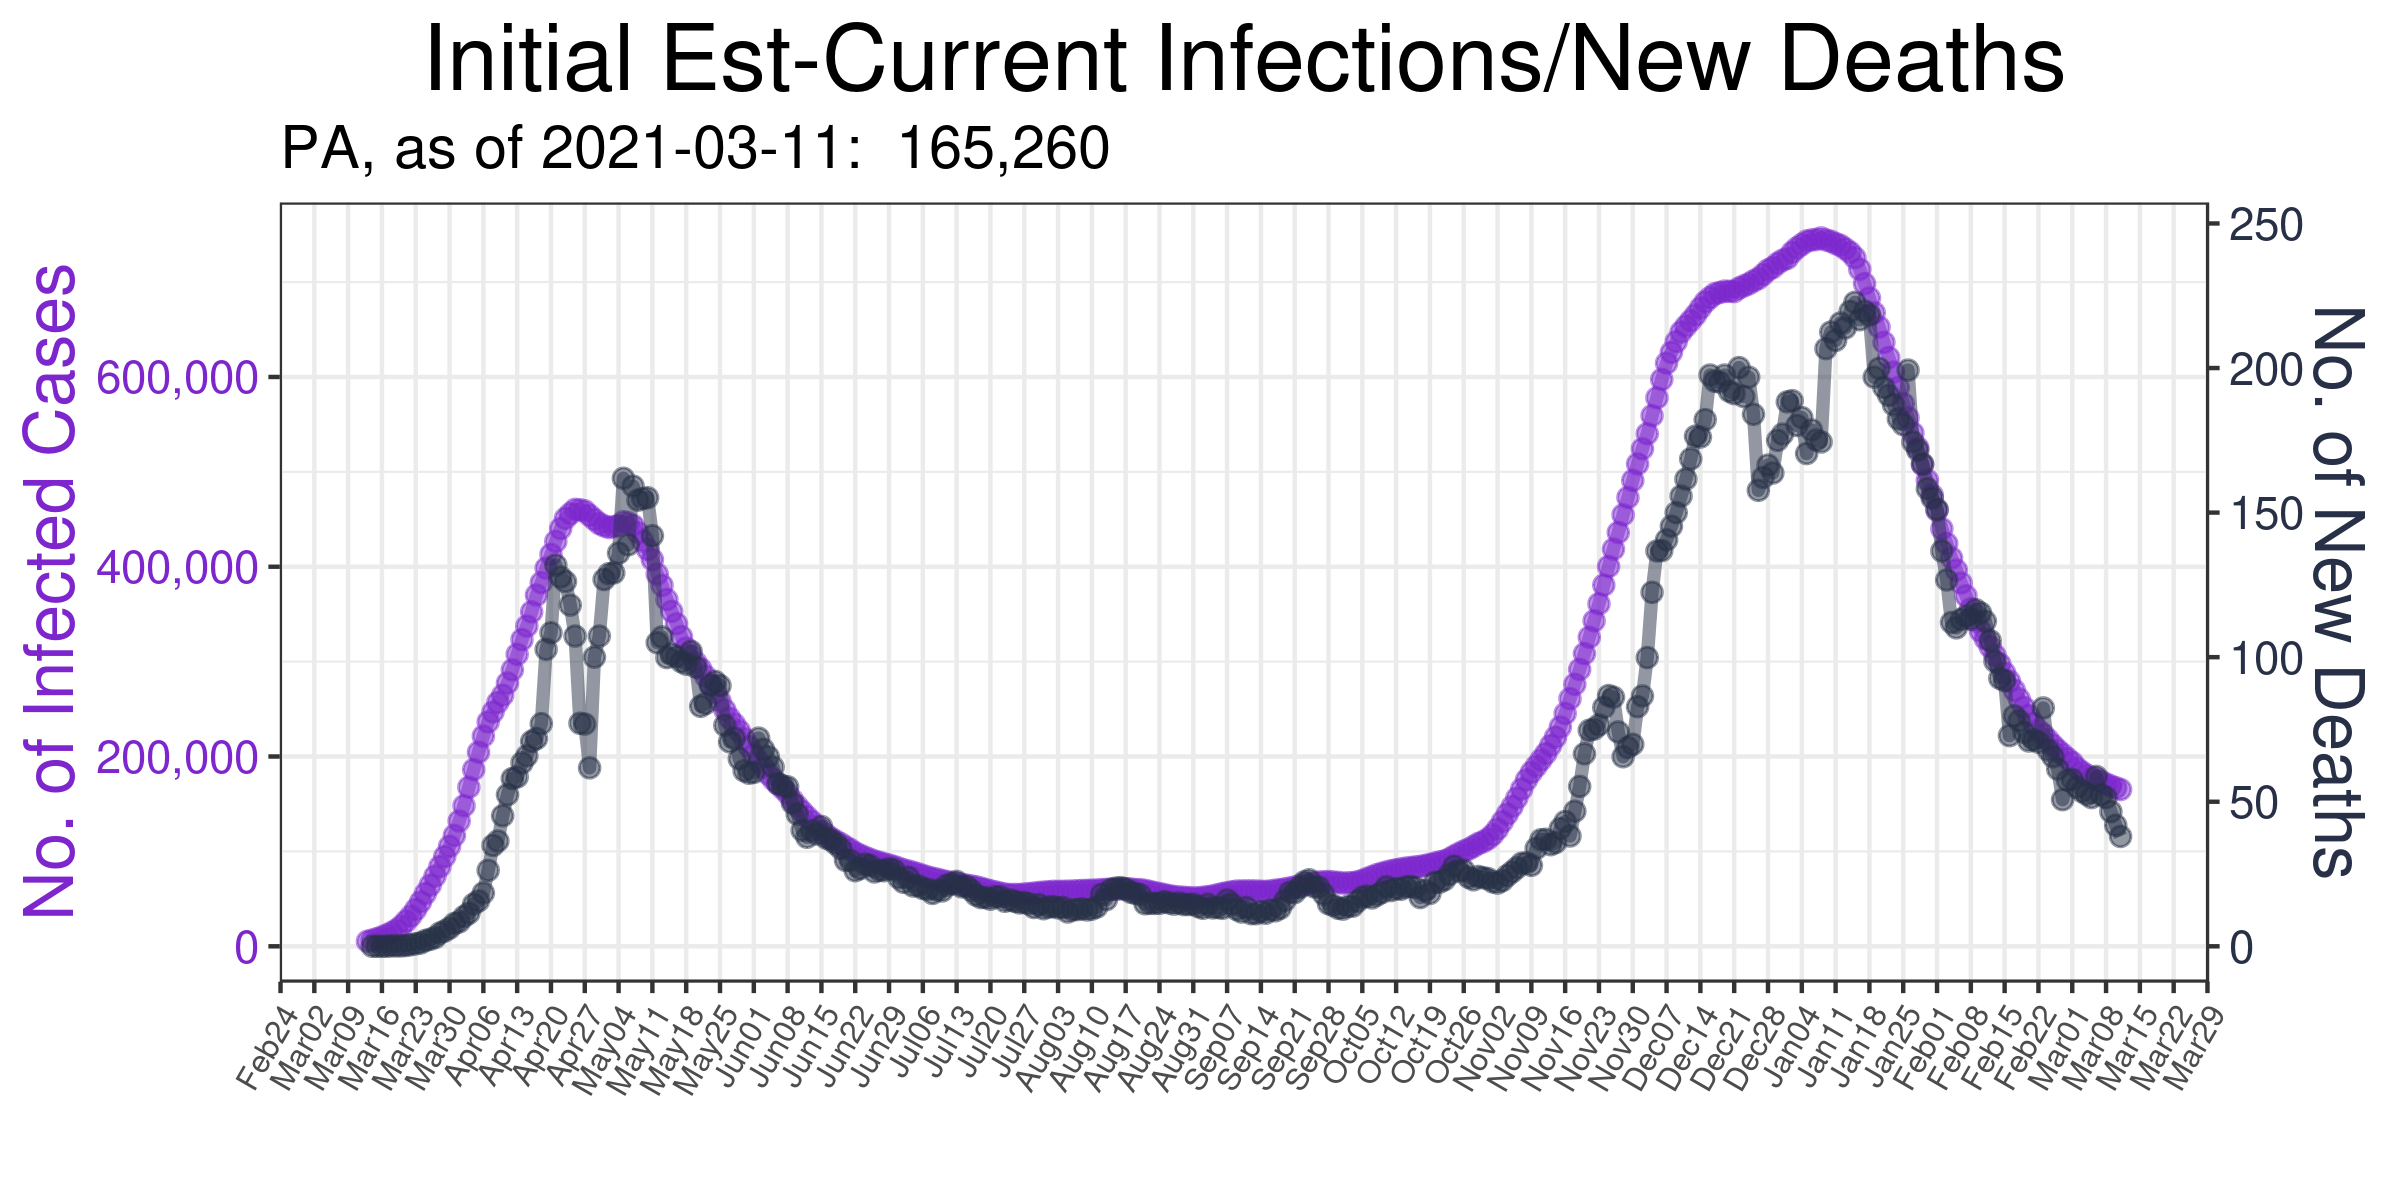 Initial Est-Current Infections/New Deaths
PA, as of 2021-03-11: 165,260
No. of Infected Cases
600,000
400,000
200,000
0
250
200
150
100
50
0
No. of New Deaths
Feb24
Mar02
Mar09
Mar16
Mar23
Mar30
Apr06
Apr13
Apr20
Apr27
May04
May11
May18
May25
Jun01
Jun08
Jun15
Jun22
Jun29
Jul06
Jul13
Jul20
Jul27
Aug03
Aug10
Aug17
Aug24
Aug31
Sep07
Sep14
Sep21
Sep28
Oct05
Oct12
Oct19
Oct26
Nov02
Nov09
Nov16
Nov23
Nov30
Dec07
Dec14
Dec21
Dec28
Jan04
Jan11
Jan18
Jan25
Feb01
Feb08
Feb15
Feb22
Mar01
Mar08
Mar15
Mar22
Mar29